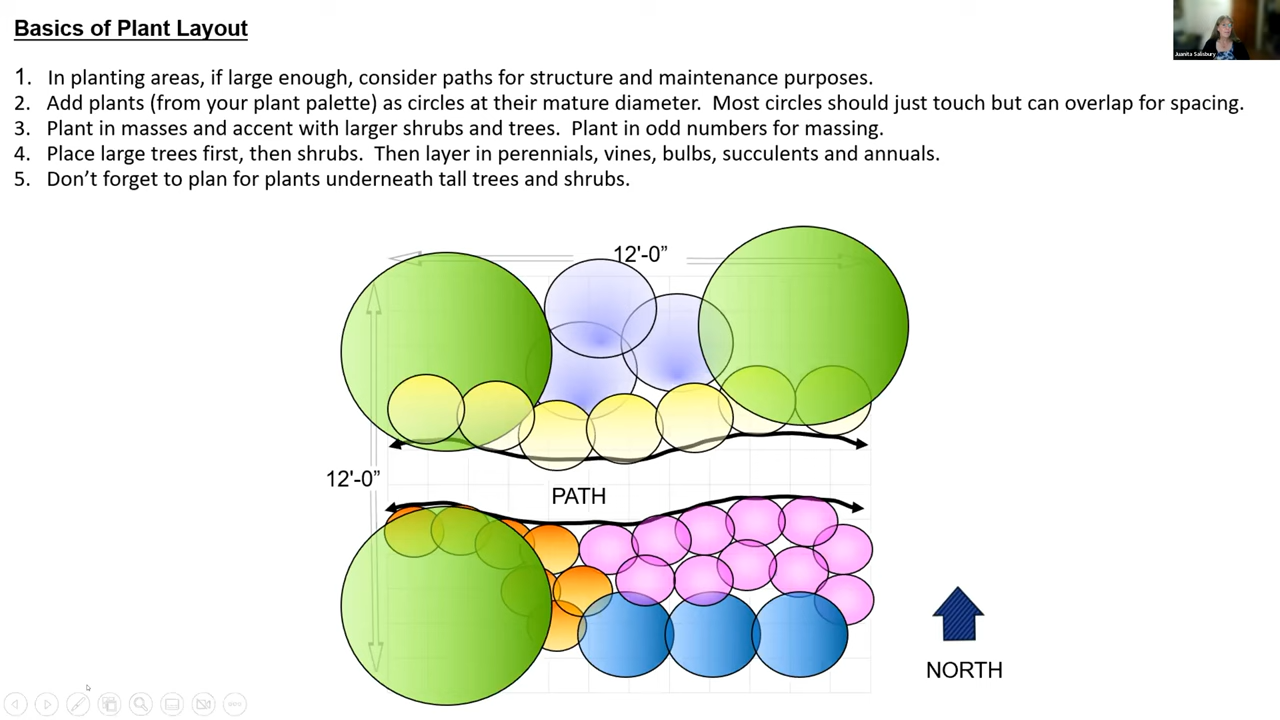 Basics of Plant Layout
Juanita Salisbury
1. In planting areas, if large enough, consider paths for structure and maintenance purposes.
2. Add plants (from your plant palette) as circles at their mature diameter. Most circles should just touch but can overlap for spacing.
3. Plant in masses and accent with larger shrubs and trees. Plant in odd numbers for massing.
4. Place large trees first, then shrubs. Then layer in perennials, vines, bulbs, succulents and annuals.
5. Don’t forget to plan for plants underneath tall trees and shrubs.
12'-0”
12'-0”
PATH
NORTH